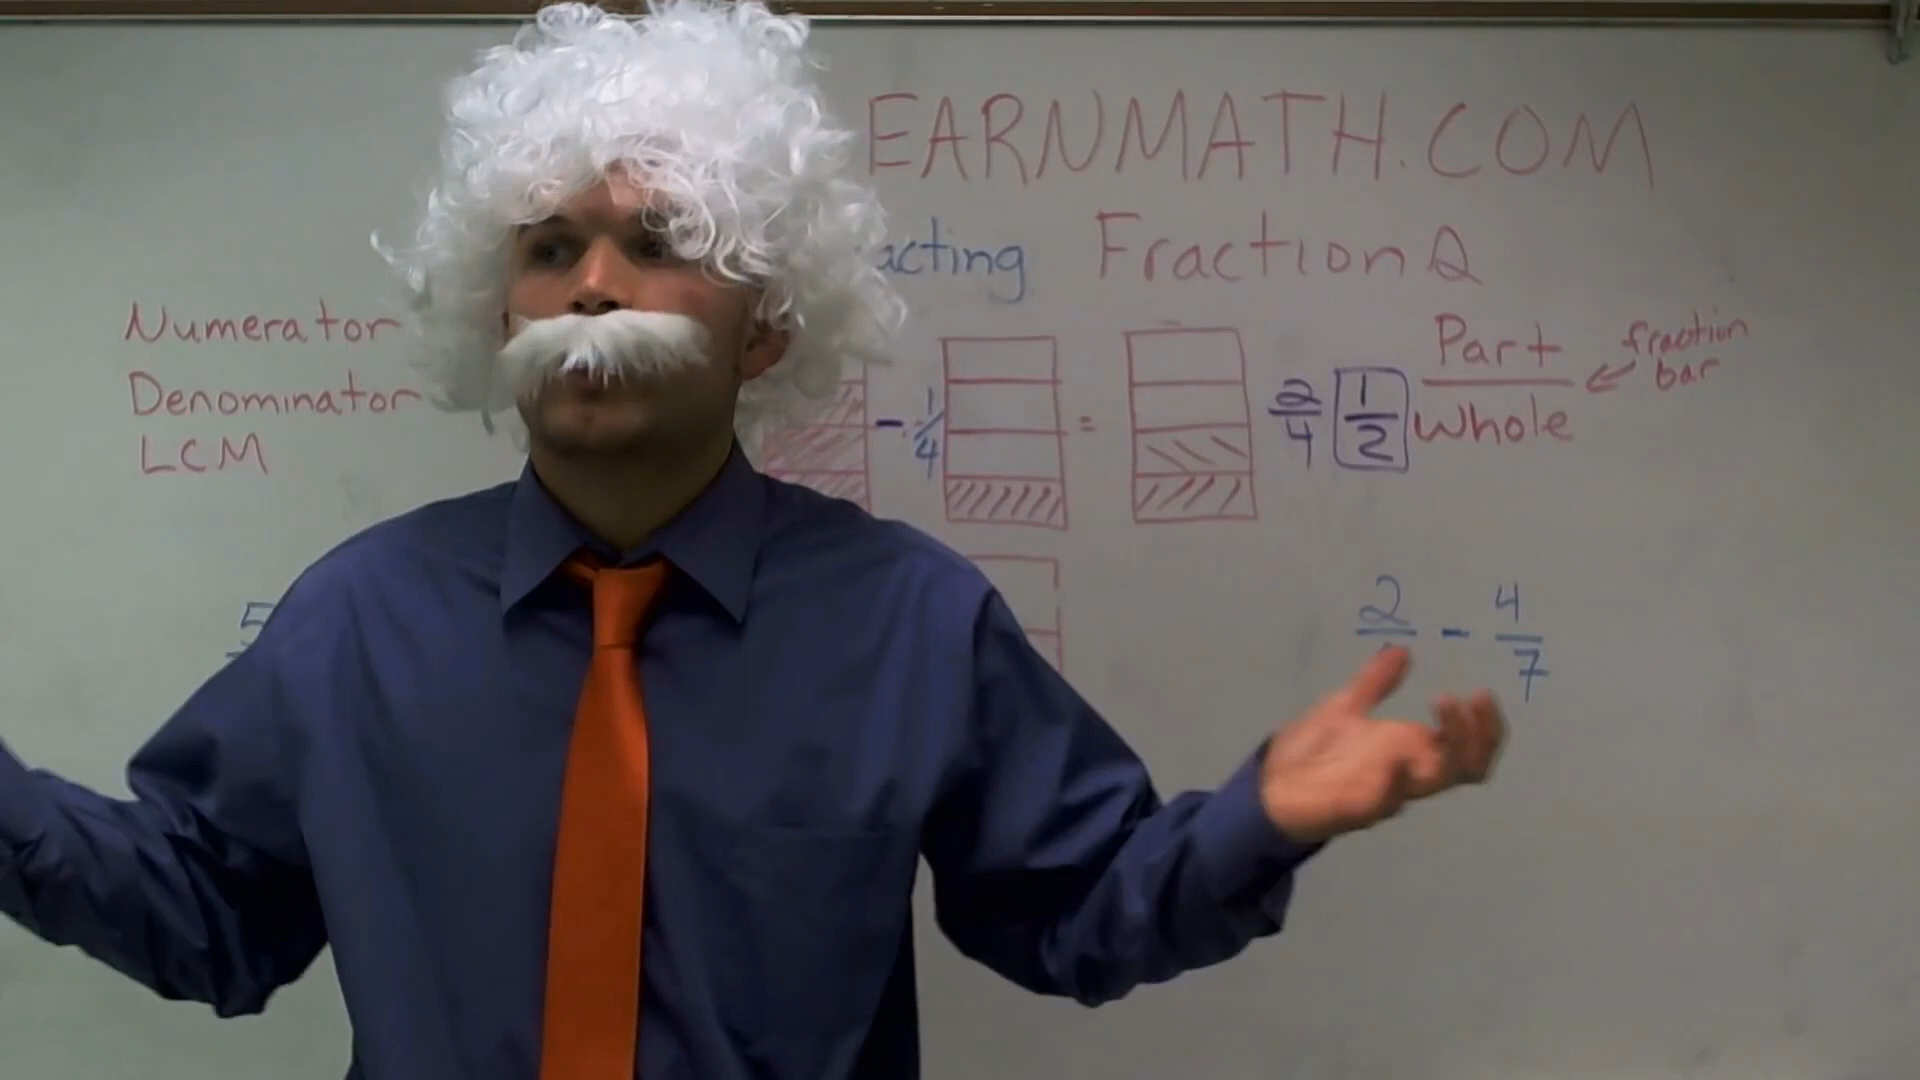 EARNMATH.COM
acting Fraction
Numerator
Denominator
LCM
- 1/4 = 2/4 1/2
Part
Whole
fraction
bar
5
2 - 4/7